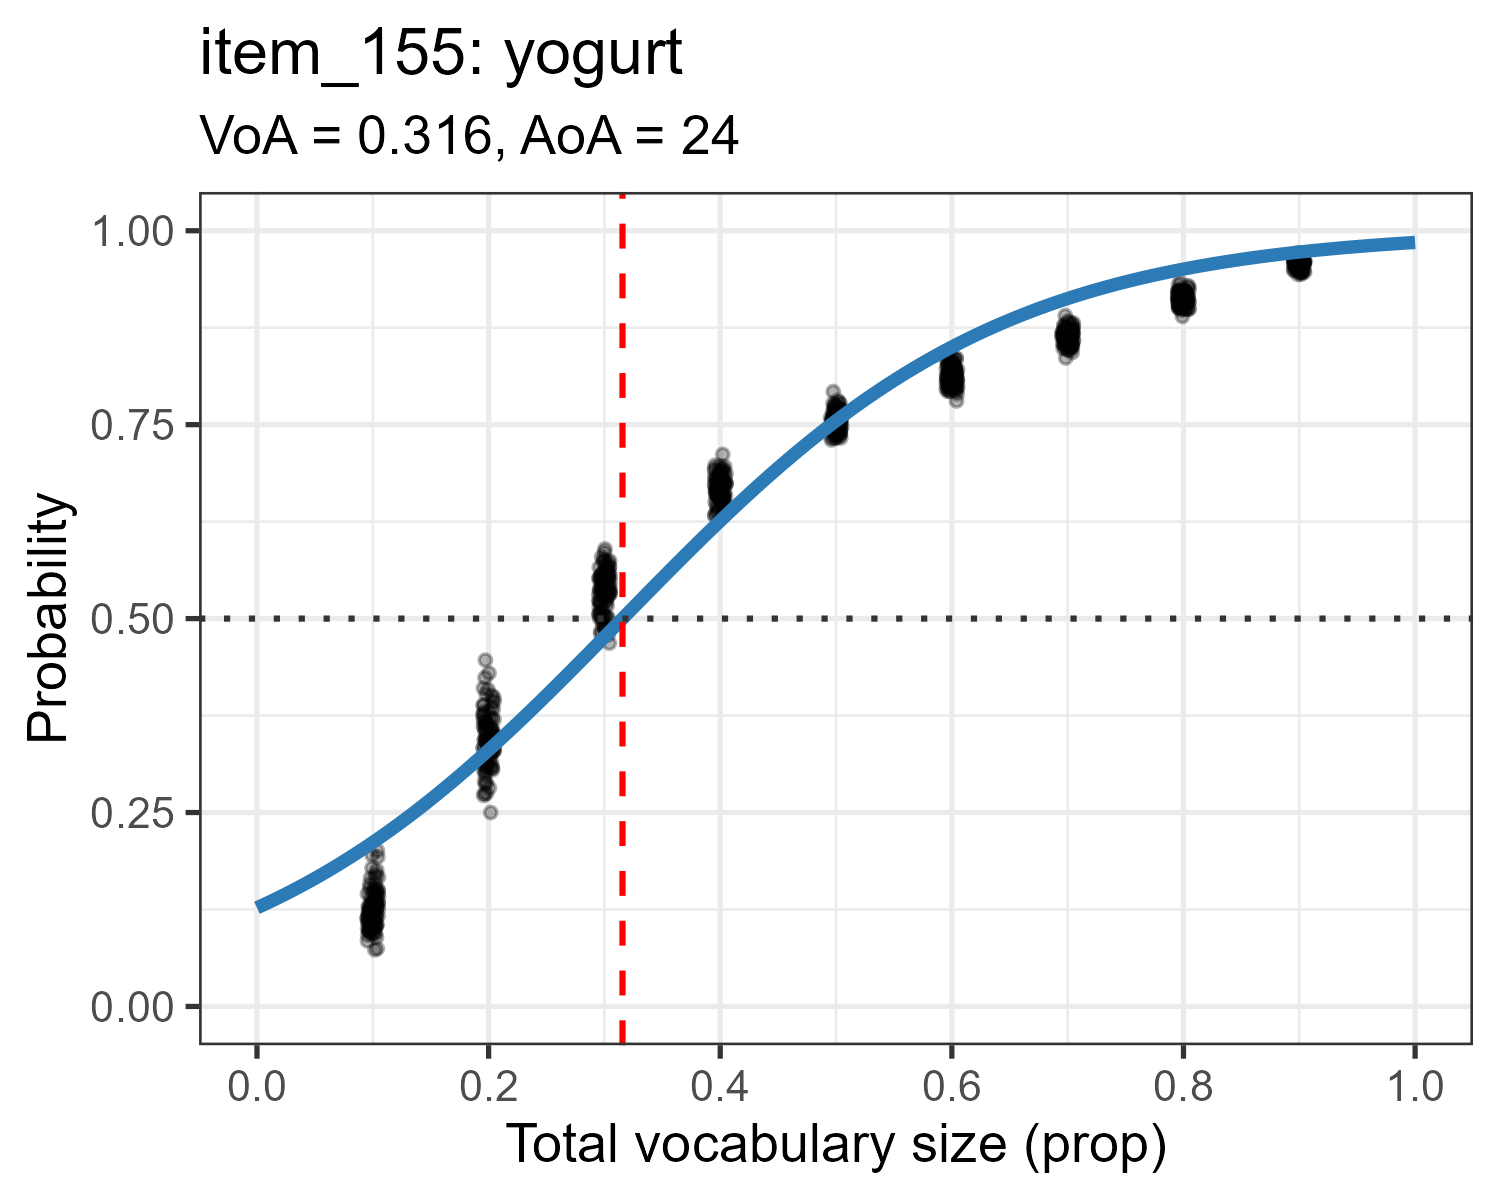 item_155: yogurt
VoA = 0.316, AoA = 24
Probability
1.00
0.75
0.50
0.25
0.00
0.0 0.2 0.4 0.6 0.8 1.0
Total vocabulary size (prop)